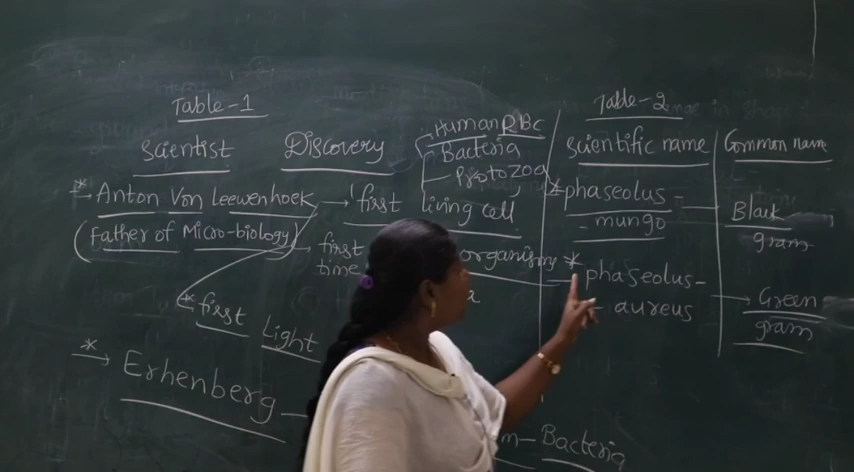 Table-1
Scientist
Discovery
* Anton Von Leewenhoek
(Father of Micro-biology)
first
living cell
Human RBC
Bacteria
Protozoa
first
time
organisms
* first
Light
* Erhenberg
m- Bacteria
Table-2
Scientific name
Common name
* phaseolus-
- mungo
Black
gram
* phaseolus-
- aureus
Green
gram